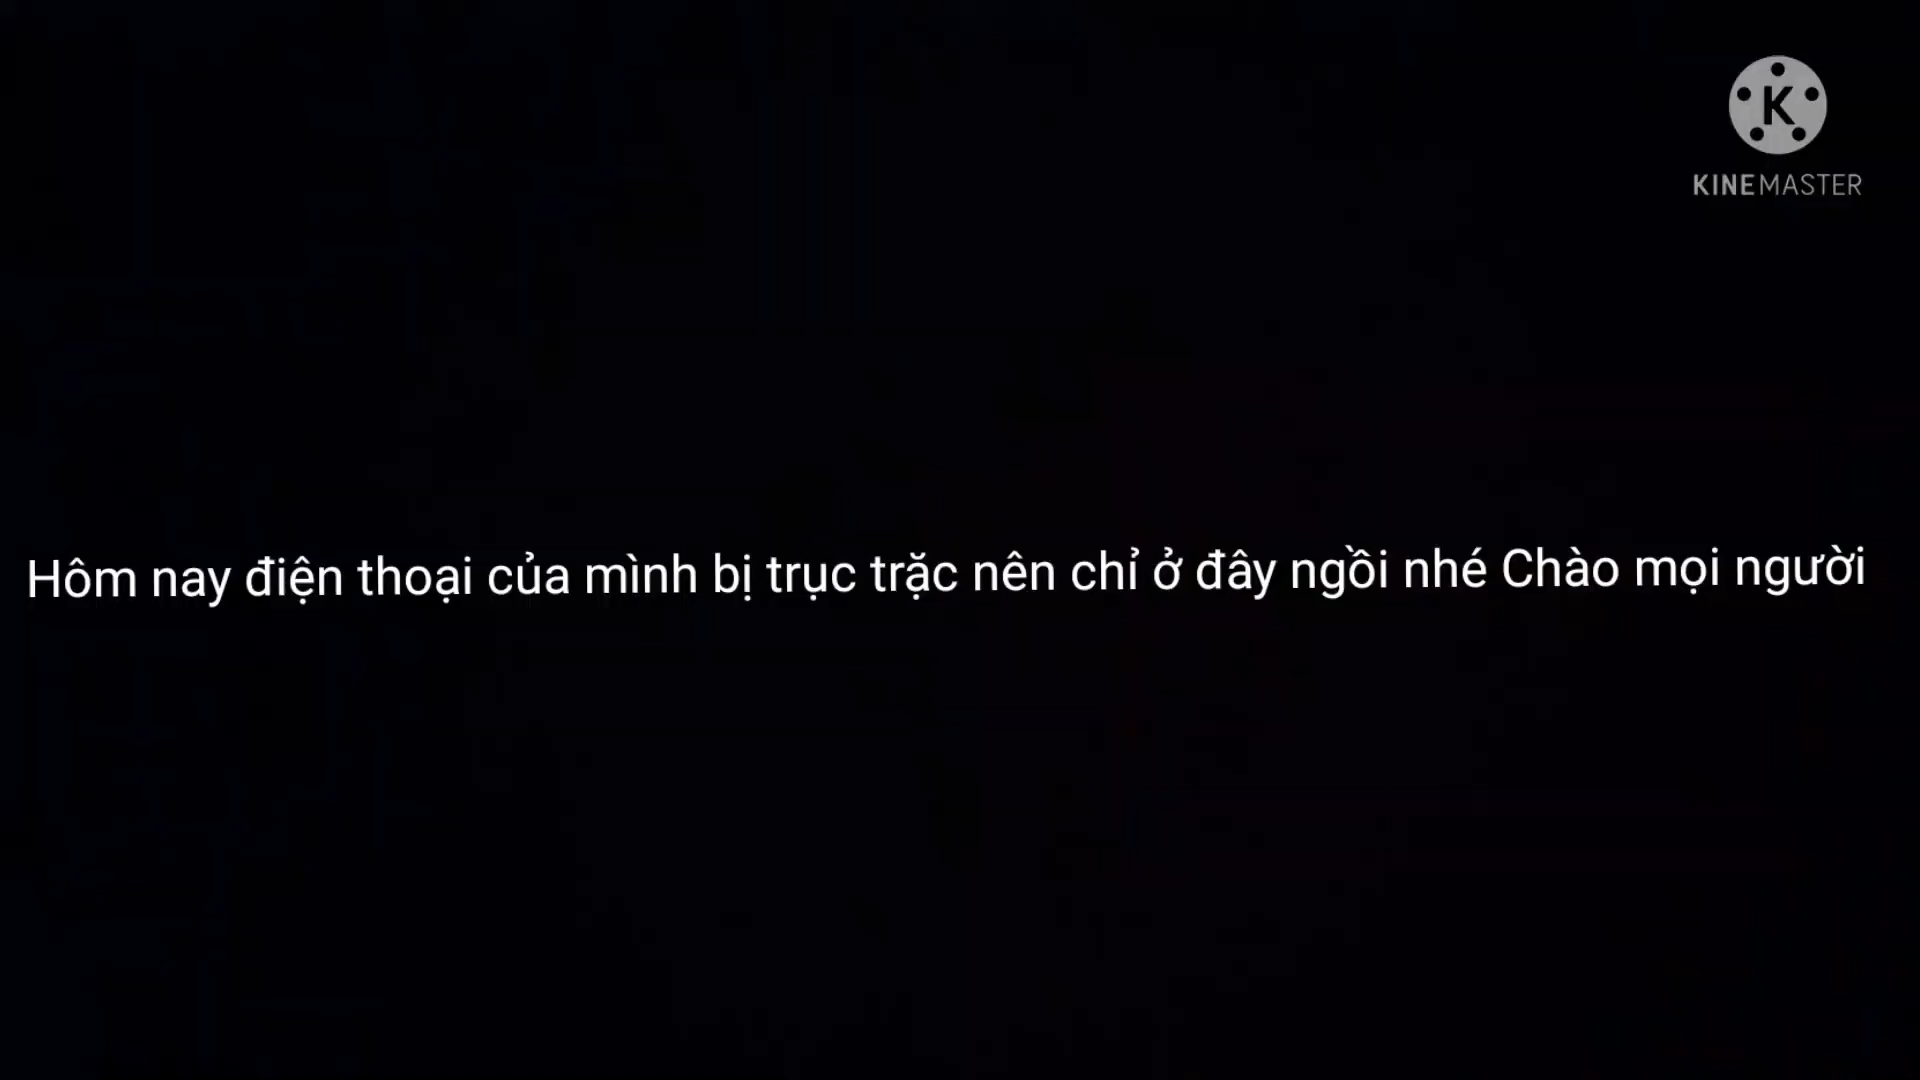 K
KINEMASTER
Hôm nay điện thoại của mình bị trục trặc nên chỉ ở đây ngồi nhé Chào mọi người